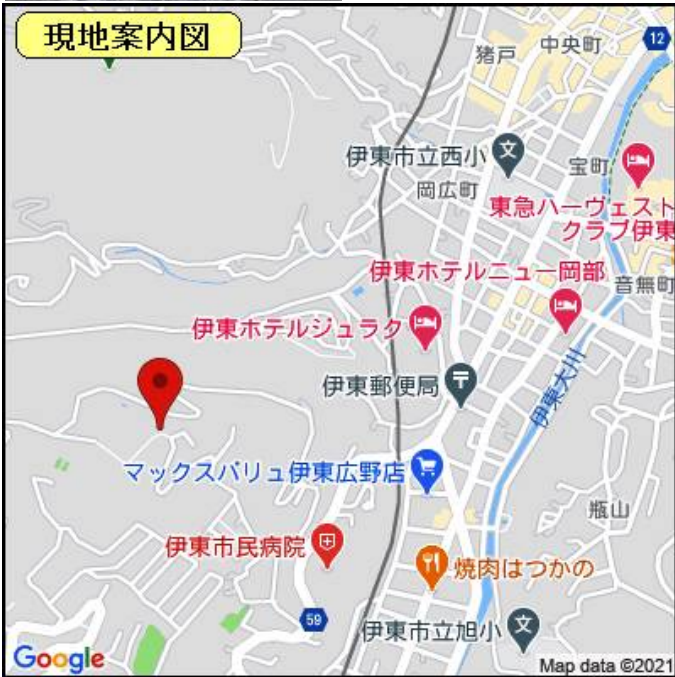 現地案内図
猪戸
中央町
12
伊東市立西小
宝町
岡広町
東急ハーヴェスト
クラブ伊東
伊東ホテルニュー岡部
音無町
伊東ホテルジュラク
伊東郵便局
伊東大川
マックスバリュ伊東広野店
瓶山
伊東市民病院
焼肉はつかの
59
伊東市立旭小
Google
Map data ©2021